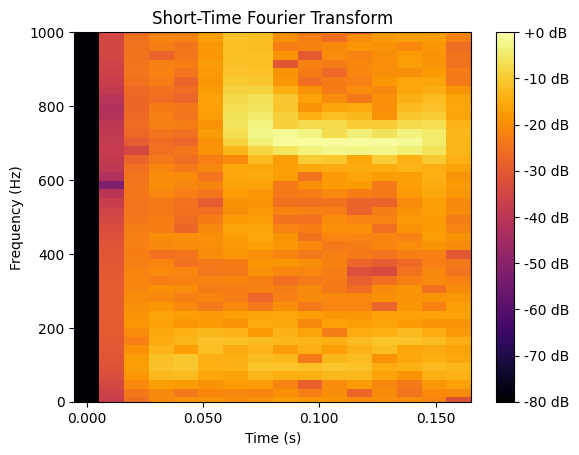 Short-Time Fourier Transform
Frequency (Hz)
1000
800
600
400
200
0
0.000
0.050
0.100
0.150
Time (s)
+0 dB
-10 dB
-20 dB
-30 dB
-40 dB
-50 dB
-60 dB
-70 dB
-80 dB